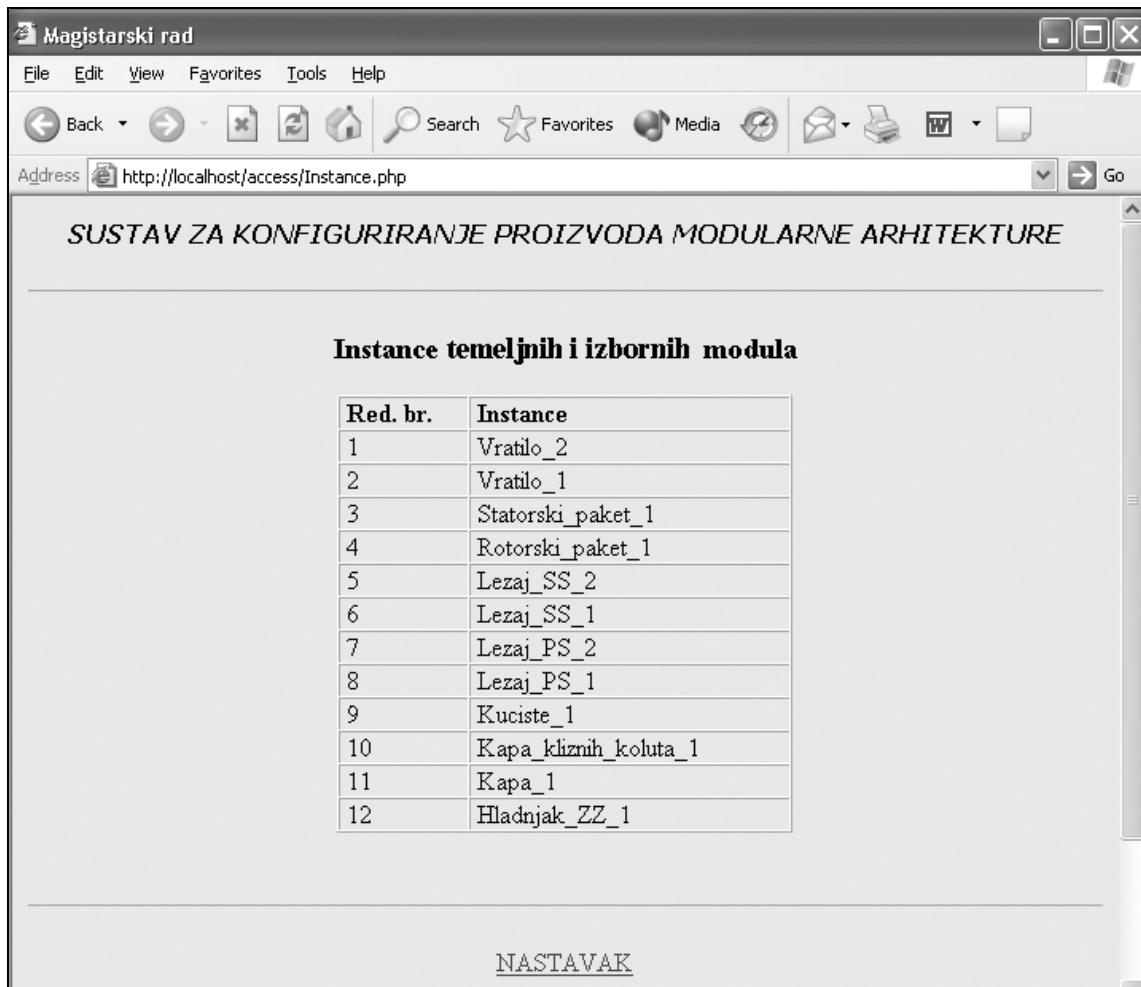 Magistarski rad
File Edit View Favorites Tools Help
Back Search Favorites Media W
Address http://localhost/access/Instance.php Go
SUSTAV ZA KONFIGURIRANJE PROIZVODA MODULARNE ARHITEKTURE
Instance temeljnih i izbornih modula
Red. br. Instance
1 Vratilo_2
2 Vratilo_1
3 Statorski_paket_1
4 Rotorski_paket_1
5 Lezaj_SS_2
6 Lezaj_SS_1
7 Lezaj_PS_2
8 Lezaj_PS_1
9 Kuciste_1
10 Kapa_kliznih_koluta_1
11 Kapa_1
12 Hladnjak_ZZ_1
NASTAVAK